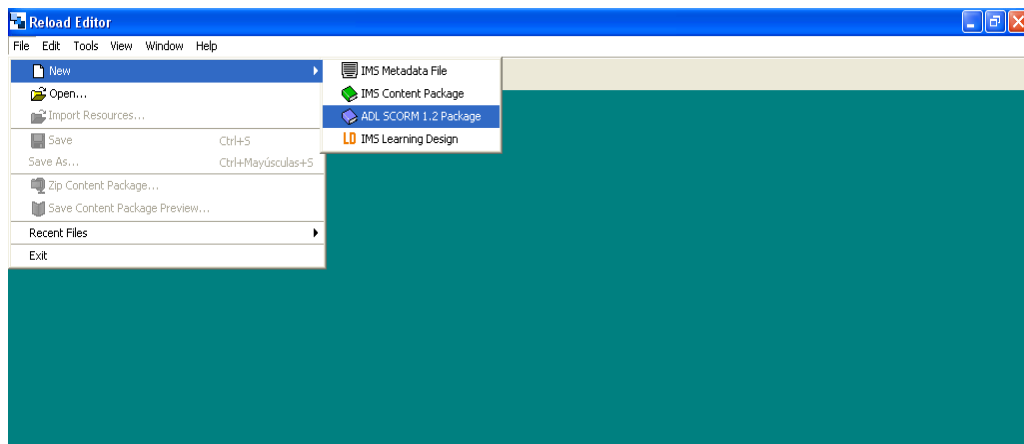 Reload Editor
File Edit Tools View Window Help
New
Open...
Import Resources...
Save Ctrl+S
Save As... Ctrl+Mayúsculas+S
Zip Content Package...
Save Content Package Preview...
Recent Files
Exit
IMS Metadata File
IMS Content Package
ADL SCORM 1.2 Package
LD IMS Learning Design